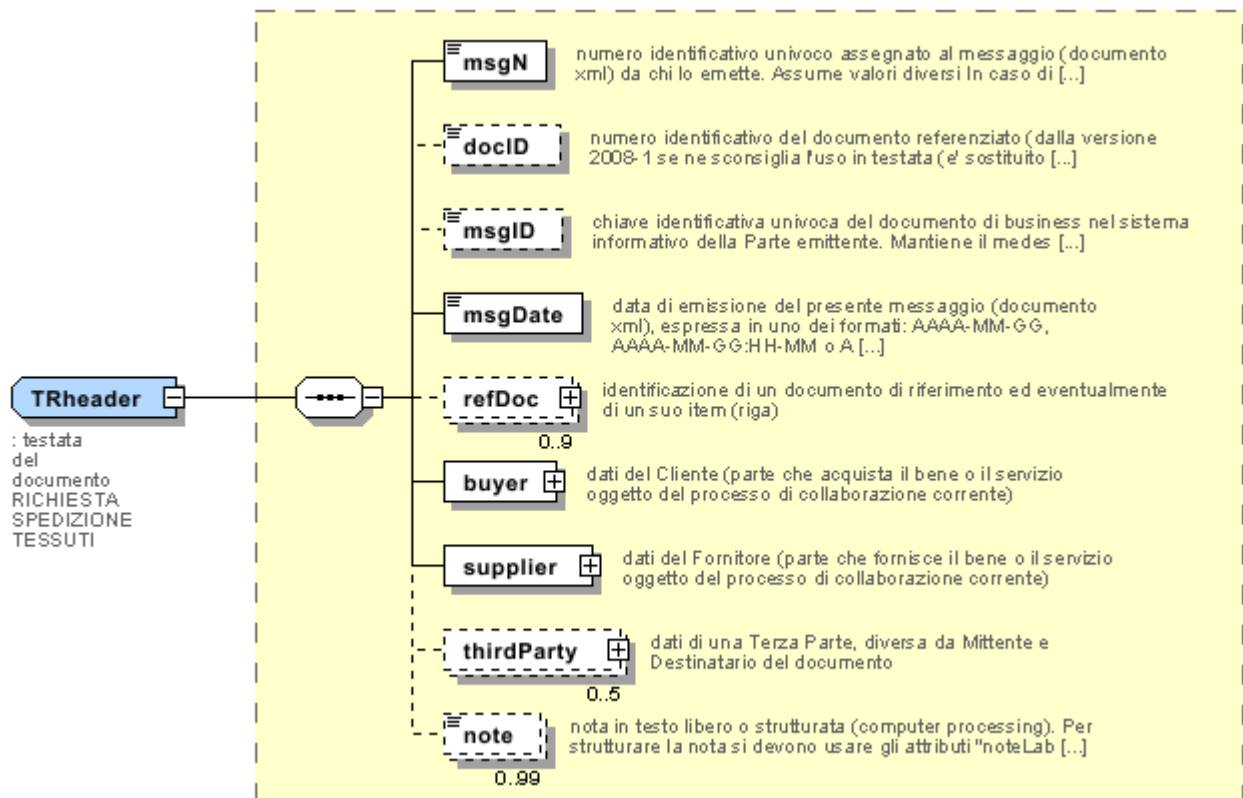 msgN
numero identificativo univoco assegnato al messaggio (documento
xml) da chi lo emette. Assume valori diversi In caso di [...]
docID
numero identificativo del documento referenziato (dalla versione
2008-1 se ne sconsiglia l'uso in testata (e' sostituito [...]
msgID
chiave identificativa univoca del documento di business nel sistema
informativo della Parte emittente. Mantiene il medes [...]
msgDate
data di emissione del presente messaggio (documento
xml), espressa in uno dei formati: AAAA-MM-GG,
AAAA-MM-GG:HH-MM o A [...]
TRheader
: testata
del
documento
RICHIESTA
SPEDIZIONE
TESSUTI
refDoc
0..9
identificazione di un documento di riferimento ed eventualmente
di un suo item (riga)
buyer
dati del Cliente (parte che acquista il bene o il servizio
oggetto del processo di collaborazione corrente)
supplier
dati del Fornitore (parte che fornisce il bene o il servizio
oggetto del processo di collaborazione corrente)
thirdParty
0..5
dati di una Terza Parte, diversa da Mittente e
Destinatario del documento
note
0..99
nota in testo libero o strutturata (computer processing). Per
strutturare la nota si devono usare gli attributi "noteLab [...]